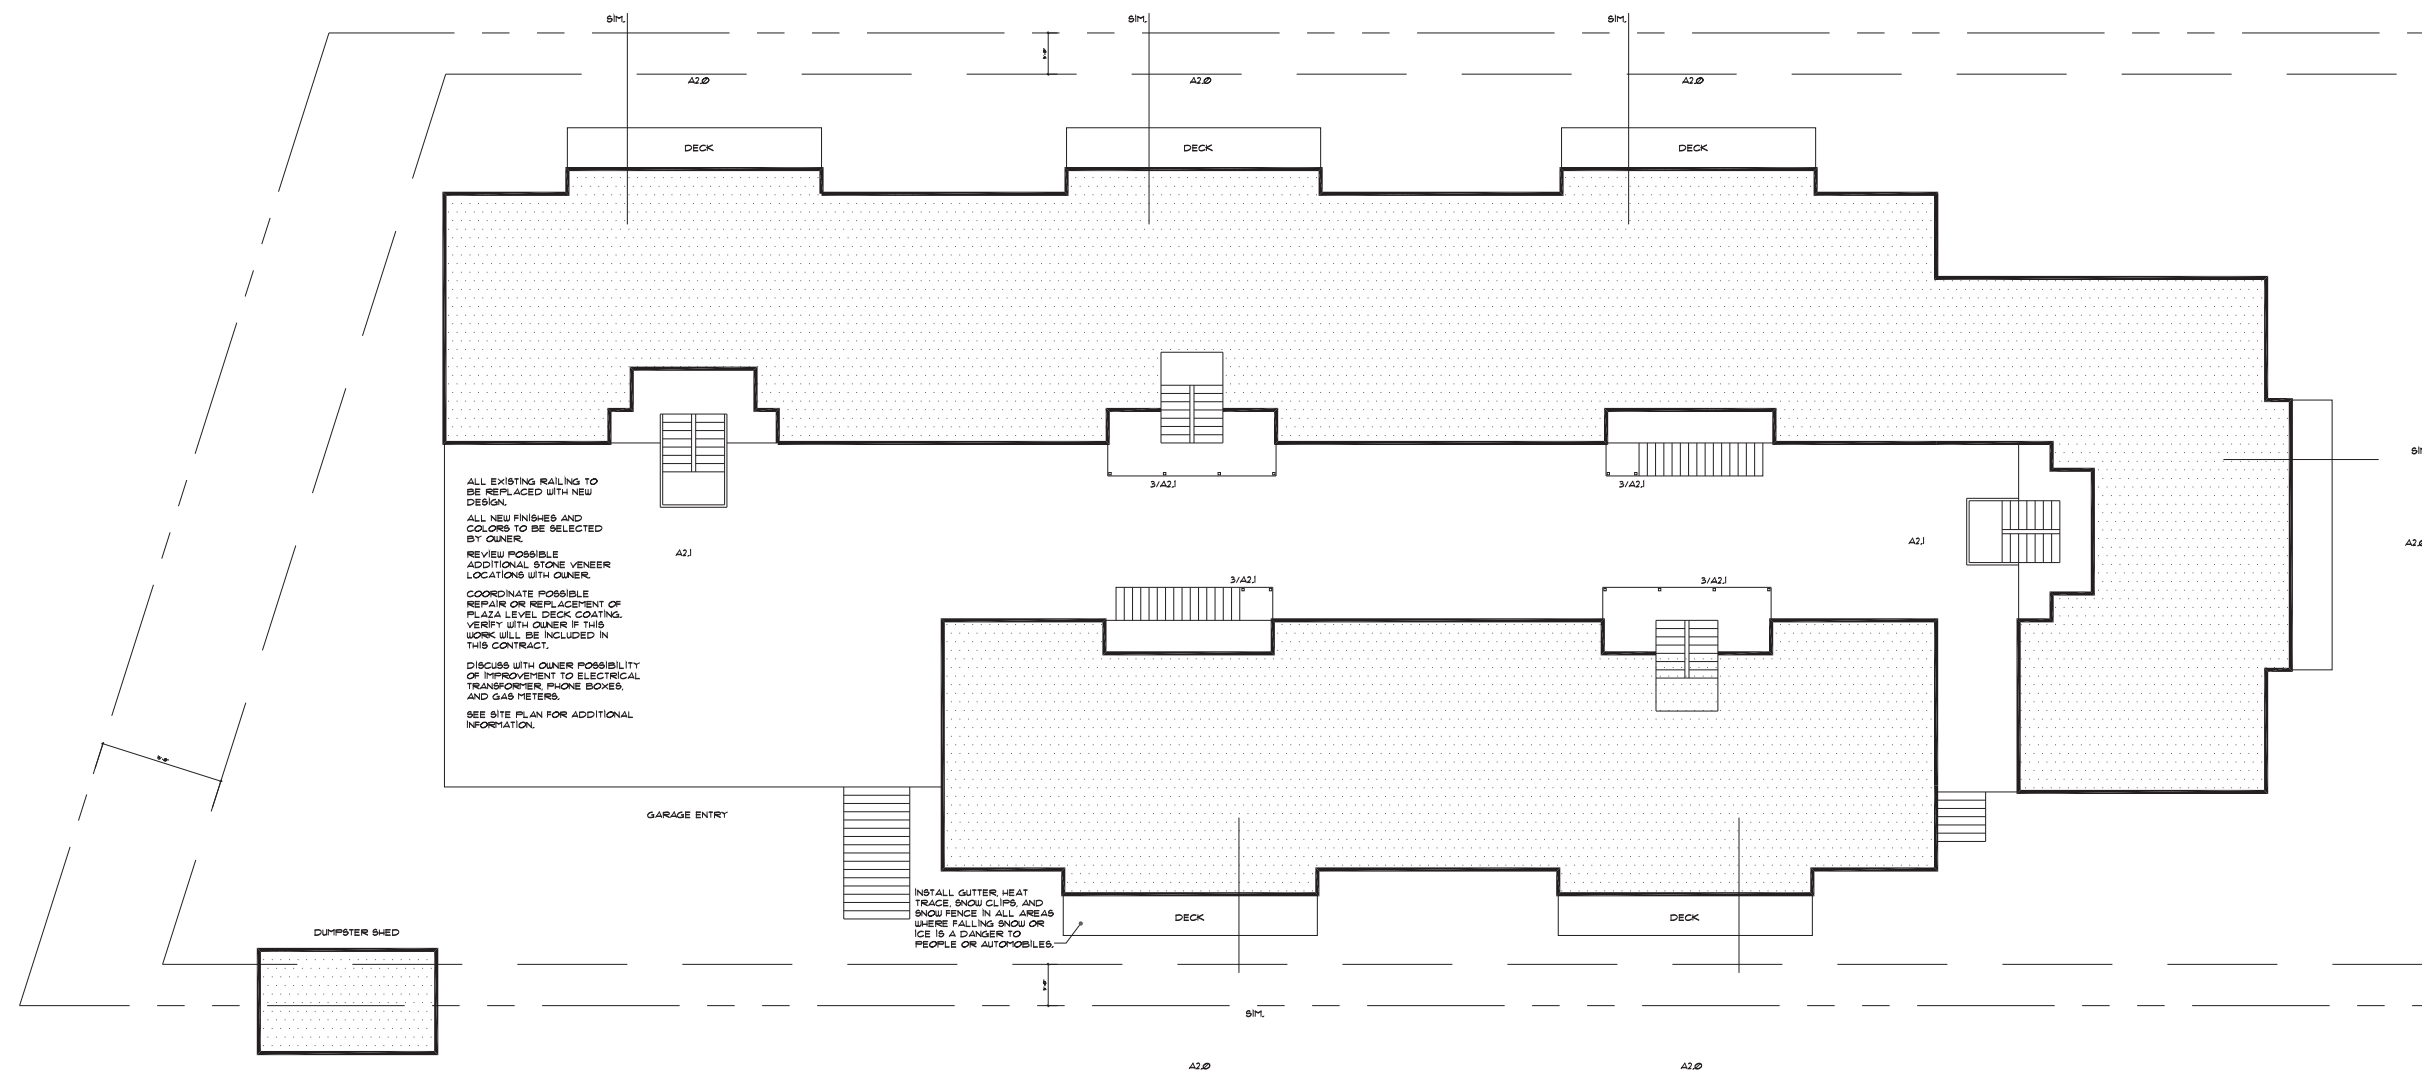 SIM.
SIM.
SIM.
A2.0
A2.0
A2.0
DECK
DECK
DECK
3/A2.1
3/A2.1
ALL EXISTING RAILING TO
BE REPLACED WITH NEW
DESIGN.
ALL NEW FINISHES AND
COLORS TO BE SELECTED
BY OWNER.
REVIEW POSSIBLE
ADDITIONAL STONE VENEER
LOCATIONS WITH OWNER.
COORDINATE POSSIBLE
REPAIR OR REPLACEMENT OF
PLAZA LEVEL DECK COATING.
VERIFY WITH OWNER IF THIS
WORK WILL BE INCLUDED IN
THIS CONTRACT.
DISCUSS WITH OWNER POSSIBILITY
OF IMPROVEMENT TO ELECTRICAL
TRANSFORMER, PHONE BOXES,
AND GAS METERS.
SEE SITE PLAN FOR ADDITIONAL
INFORMATION.
A2.1
A2.1
3/A2.1
3/A2.1
GARAGE ENTRY
INSTALL GUTTER, HEAT
TRACE, SNOW CLIPS, AND
SNOW FENCE IN ALL AREAS
WHERE FALLING SNOW OR
ICE IS A DANGER TO
PEOPLE OR AUTOMOBILES.
DECK
DECK
DUMPSTER SHED
SIM.
A2.0
A2.0